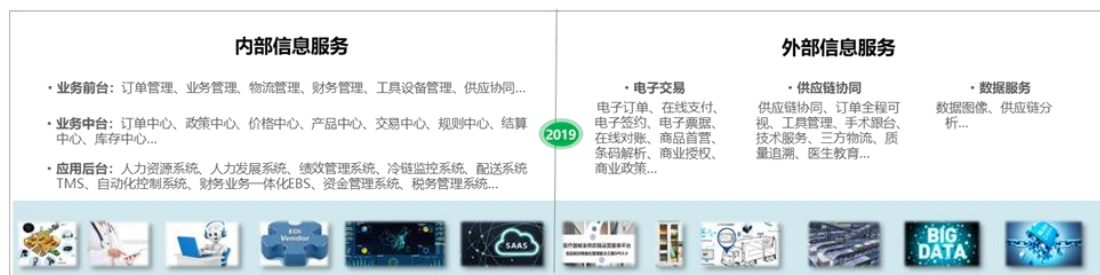 内部信息服务
• 业务前台：订单管理、业务管理、物流管理、财务管理、工具设备管理、供应协同...
• 业务中台：订单中心、政策中心、价格中心、产品中心、交易中心、规则中心、结算
中心、库存中心...
• 应用后台：人力资源系统、人力发展系统、绩效管理系统、冷链监控系统、配送系统
TMS、自动化控制系统、财务业务一体化EBS、资金管理系统、税务管理系统...
2019
外部信息服务
• 电子交易
电子订单、在线支付、
电子签约、电子票据、
在线对账、商品首营、
条码解析、商业授权、
商业政策...
• 供应链协同
供应链协同、订单全程可
视、工具管理、手术跟台、
技术服务、三方物流、质
量追溯、医生教育...
• 数据服务
数据图像、供应链分
析...
EDI
Vendor
SAAS
BIG
DATA